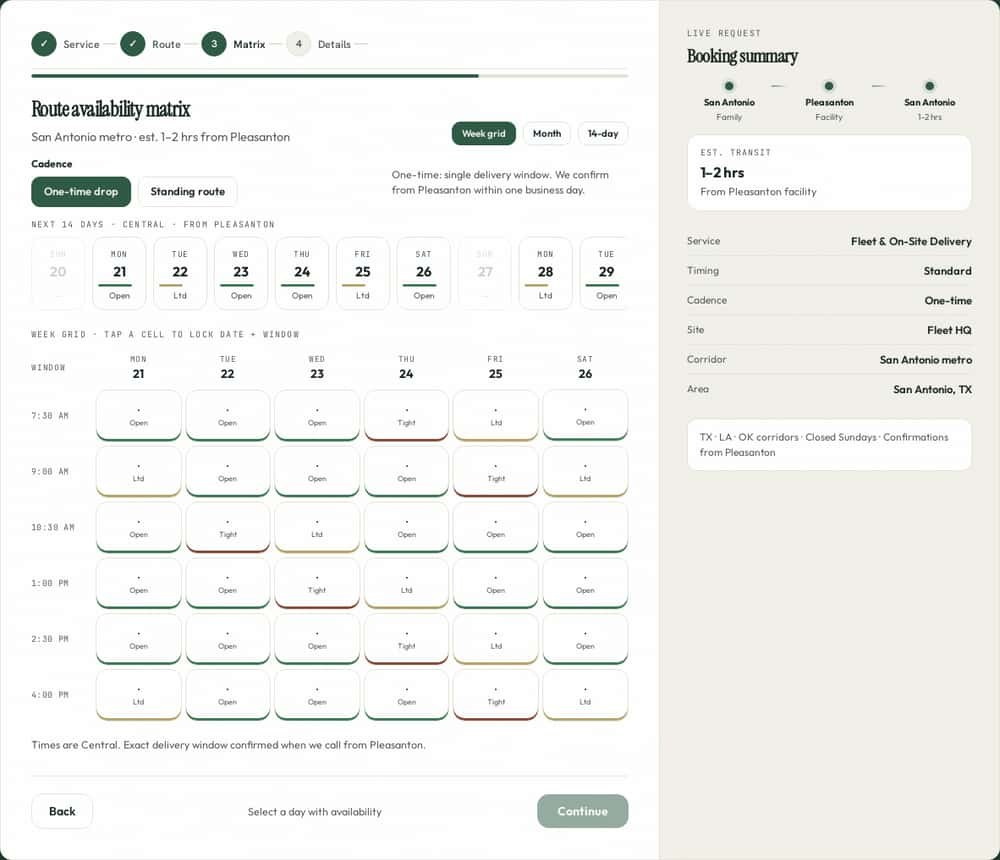 ✓ Service ✓ Route 3 Matrix 4 Details
Route availability matrix
San Antonio metro · est. 1–2 hrs from Pleasanton
Week grid Month 14-day
Cadence
One-time drop Standing route
One-time: single delivery window. We confirm
from Pleasanton within one business day.
NEXT 14 DAYS · CENTRAL · FROM PLEASANTON
SUN MON TUE WED THU FRI SAT SUN MON TUE
20 21 22 23 24 25 26 27 28 29
— Open Ltd Open Open Ltd Open — Ltd Open
WEEK GRID · TAP A CELL TO LOCK DATE + WINDOW
WINDOW MON TUE WED THU FRI SAT
21 22 23 24 25 26
7:30 AM Open Open Open Tight Ltd Open
9:00 AM Ltd Open Open Open Tight Ltd
10:30 AM Open Tight Ltd Open Open Open
1:00 PM Open Open Tight Ltd Open Open
2:30 PM Open Open Open Tight Ltd Open
4:00 PM Ltd Open Open Open Tight Ltd
Times are Central. Exact delivery window confirmed when we call from Pleasanton.
Back Select a day with availability Continue
LIVE REQUEST
Booking summary
San Antonio Pleasanton San Antonio
Family Facility 1–2 hrs
EST. TRANSIT
1–2 hrs
From Pleasanton facility
Service Fleet & On-Site Delivery
Timing Standard
Cadence One-time
Site Fleet HQ
Corridor San Antonio metro
Area San Antonio, TX
TX · LA · OK corridors · Closed Sundays · Confirmations
from Pleasanton